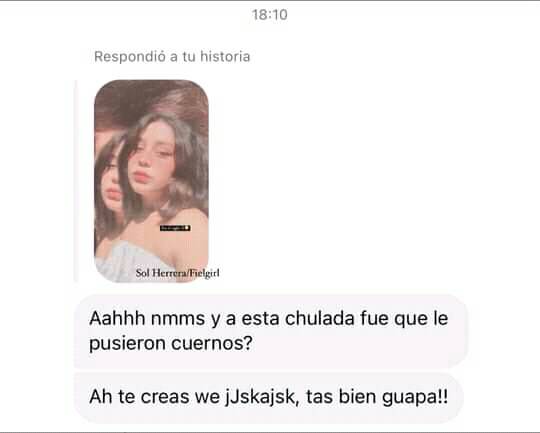 18:10
Respondió a tu historia
Sol Herrera/Fielgirl
Aahhh nmms y a esta chulada fue que le
pusieron cuernos?
Ah te creas we jJskajsk, tas bien guapa!!